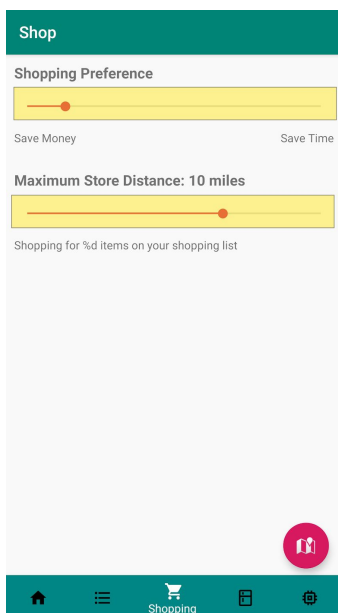 Shop
Shopping Preference
Save Money Save Time
Maximum Store Distance: 10 miles
Shopping for %d items on your shopping list
Shopping